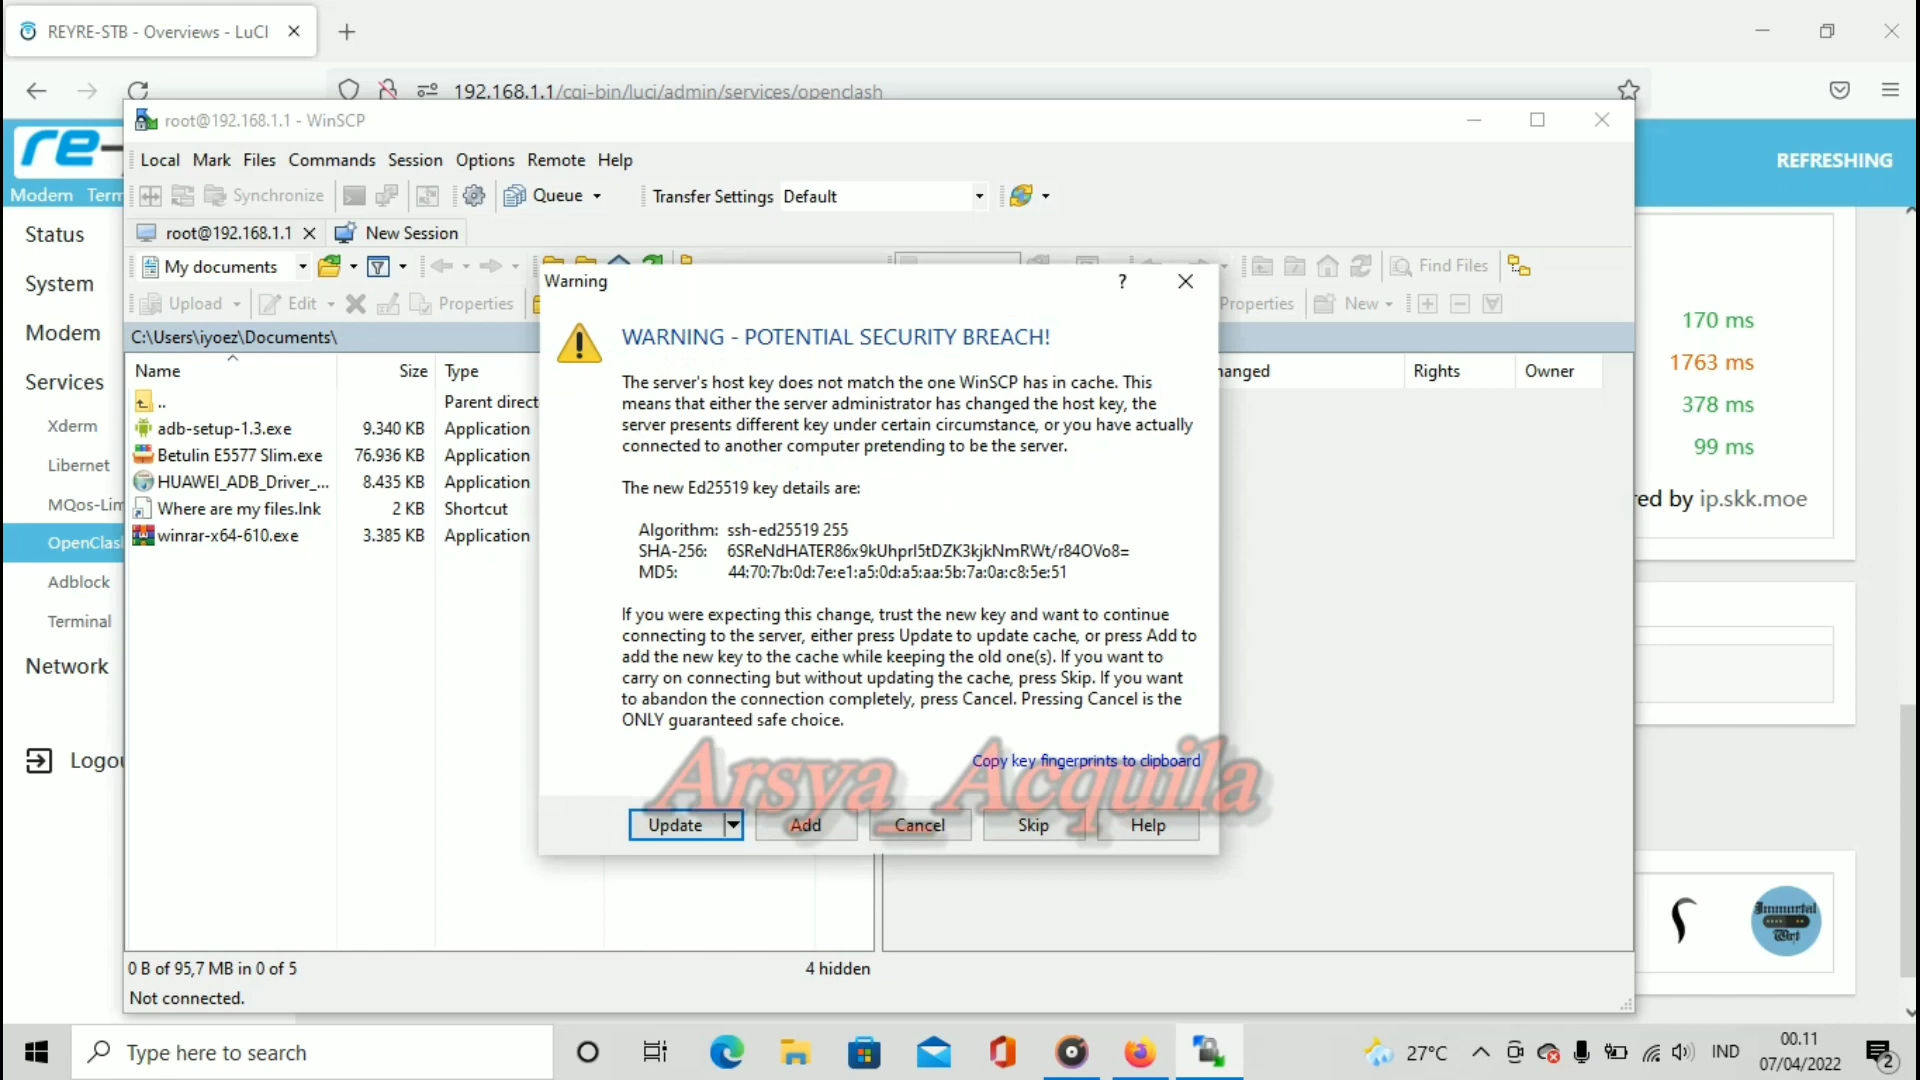 REYRE-STB - Overviews - LuCI
192.168.1.1/cgi-bin/luci/admin/services/openclash
re-
REFRESHING
Modem
Status
System
Modem
Services
Xderm
Libernet
Adblock
Terminal
Network
root@192.168.1.1 - WinSCP
Local Mark Files Commands Session Options Remote Help
Synchronize Queue Transfer Settings Default
root@192.168.1.1 New Session
My documents Find Files
Upload Edit Properties Properties New
C:\Users\iyoez\Documents\
Name Size Type Rights Owner
.. Parent direct
adb-setup-1.3.exe 9.340 KB Application
Betulin E5577 Slim.exe 76.936 KB Application
HUAWEI_ADB_Driver_... 8.435 KB Application
Where are my files.lnk 2 KB Shortcut
winrar-x64-610.exe 3.385 KB Application
0 B of 95,7 MB in 0 of 5 4 hidden
Not connected.
Warning ?
WARNING - POTENTIAL SECURITY BREACH!
The server's host key does not match the one WinSCP has in cache. This
means that either the server administrator has changed the host key, the
server presents different key under certain circumstance, or you have actually
connected to another computer pretending to be the server.
The new Ed25519 key details are:
Algorithm: ssh-ed25519 255
SHA-256: 6SReNdHATER86x9kUhprI5tDZK3kjkNmRWt/r84OVo8=
MD5: 44:70:7b:0d:7e:e1:a5:0d:a5:aa:5b:7a:0a:c8:5e:51
If you were expecting this change, trust the new key and want to continue
connecting to the server, either press Update to update cache, or press Add to
add the new key to the cache while keeping the old one(s). If you want to
carry on connecting but without updating the cache, press Skip. If you want
to abandon the connection completely, press Cancel. Pressing Cancel is the
ONLY guaranteed safe choice.
Copy key fingerprints to clipboard
Arsya_Acquila
Update Add Cancel Skip Help
170 ms
1763 ms
378 ms
99 ms
by ip.skk.moe
Immortal
Wrt
Type here to search
27°C
IND
00.11
07/04/2022
2